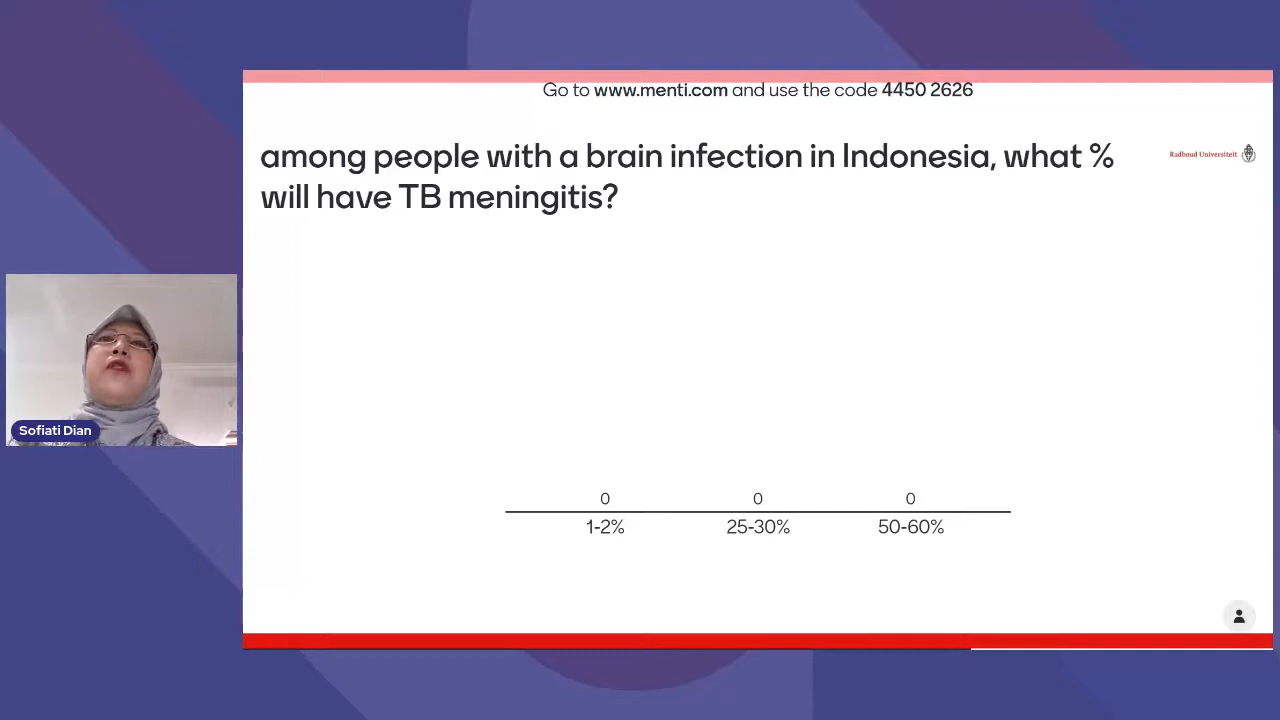 Go to www.menti.com and use the code 4450 2626
among people with a brain infection in Indonesia, what %
will have TB meningitis?
Radboud Universiteit
Sofiati Dian
0 0 0
1-2% 25-30% 50-60%